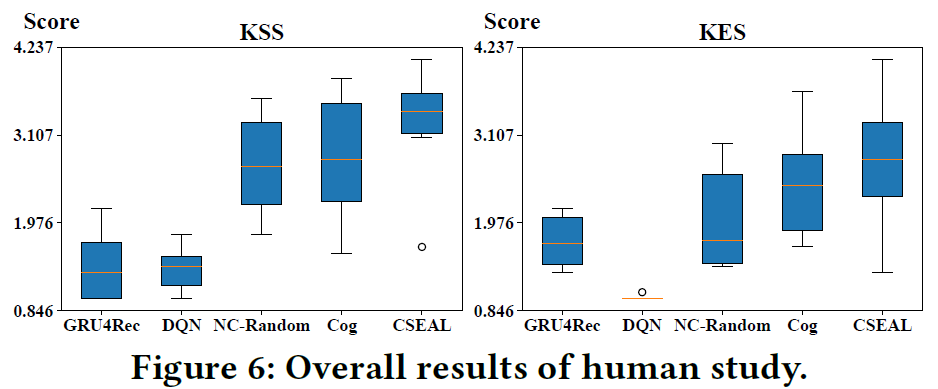 Score
KSS
4.237
3.107
1.976
0.846
GRU4Rec DQN NC-Random Cog CSEAL
Score
KES
4.237
3.107
1.976
0.846
GRU4Rec DQN NC-Random Cog CSEAL
Figure 6: Overall results of human study.